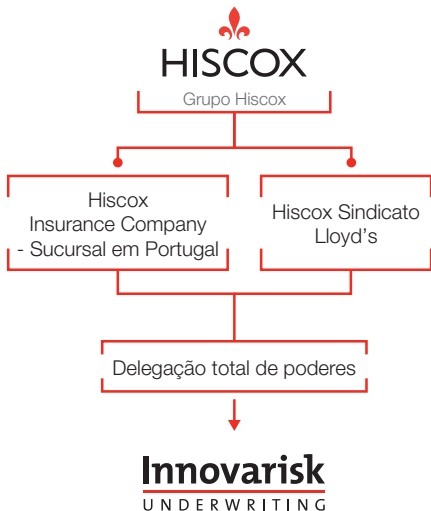 HISCOX
Grupo Hiscox
Hiscox
Insurance Company
- Sucursal em Portugal
Hiscox Sindicato
Lloyd's
Delegação total de poderes
Innovarisk
UNDERWRITING